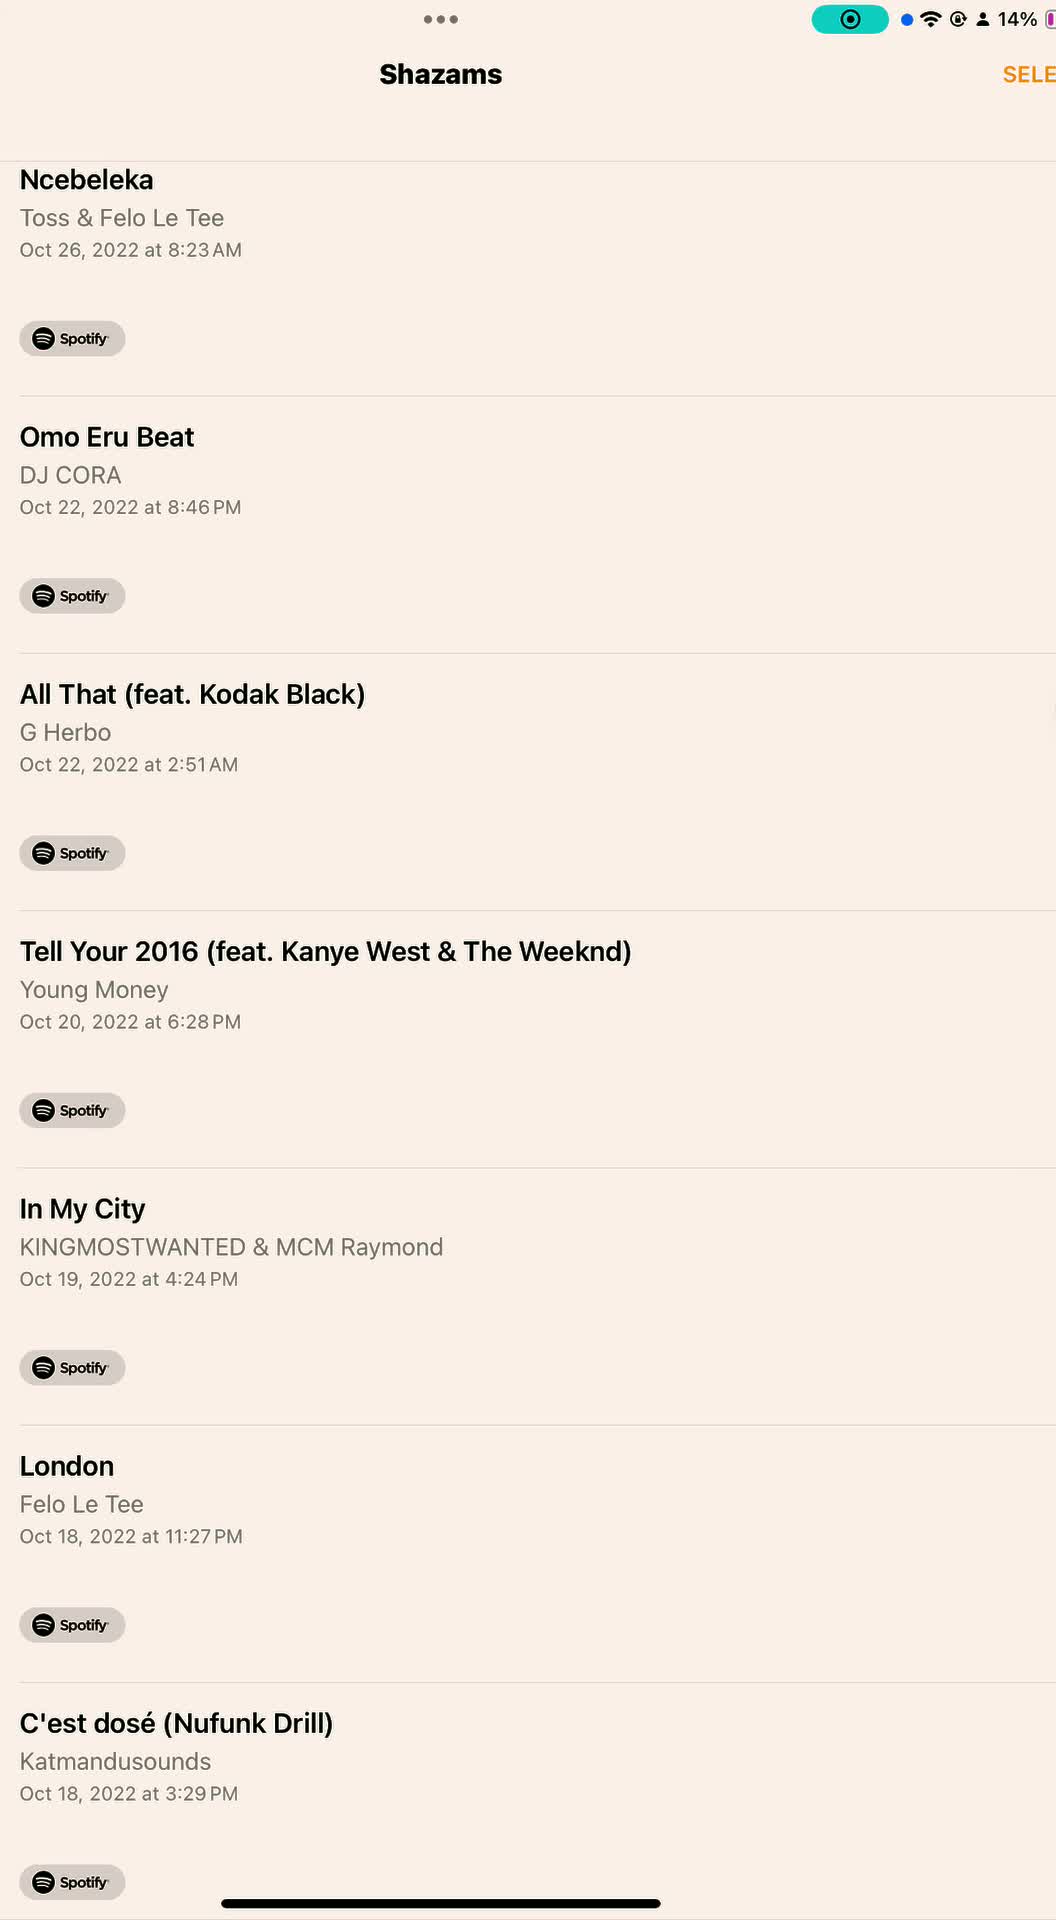 14%
Shazams
SELE
Ncebeleka
Toss & Felo Le Tee
Oct 26, 2022 at 8:23 AM
Spotify
Omo Eru Beat
DJ CORA
Oct 22, 2022 at 8:46 PM
Spotify
All That (feat. Kodak Black)
G Herbo
Oct 22, 2022 at 2:51 AM
Spotify
Tell Your 2016 (feat. Kanye West & The Weeknd)
Young Money
Oct 20, 2022 at 6:28 PM
Spotify
In My City
KINGMOSTWANTED & MCM Raymond
Oct 19, 2022 at 4:24 PM
Spotify
London
Felo Le Tee
Oct 18, 2022 at 11:27 PM
Spotify
C'est dosé (Nufunk Drill)
Katmandusounds
Oct 18, 2022 at 3:29 PM
Spotify